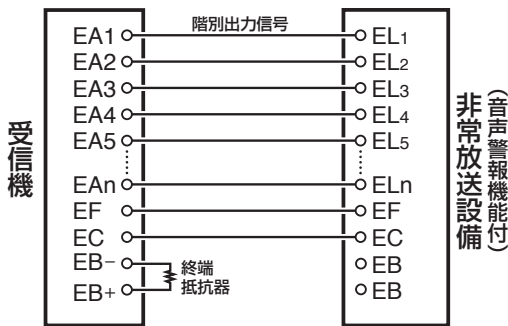 受信機
階別出力信号
EA1
EA2
EA3
EA4
EA5
EAn
EF
EC
EB−
EB+
終端
抵抗器
EL1
EL2
EL3
EL4
EL5
ELn
EF
EC
EB
EB
非常放送設備
（音声警報機能付）